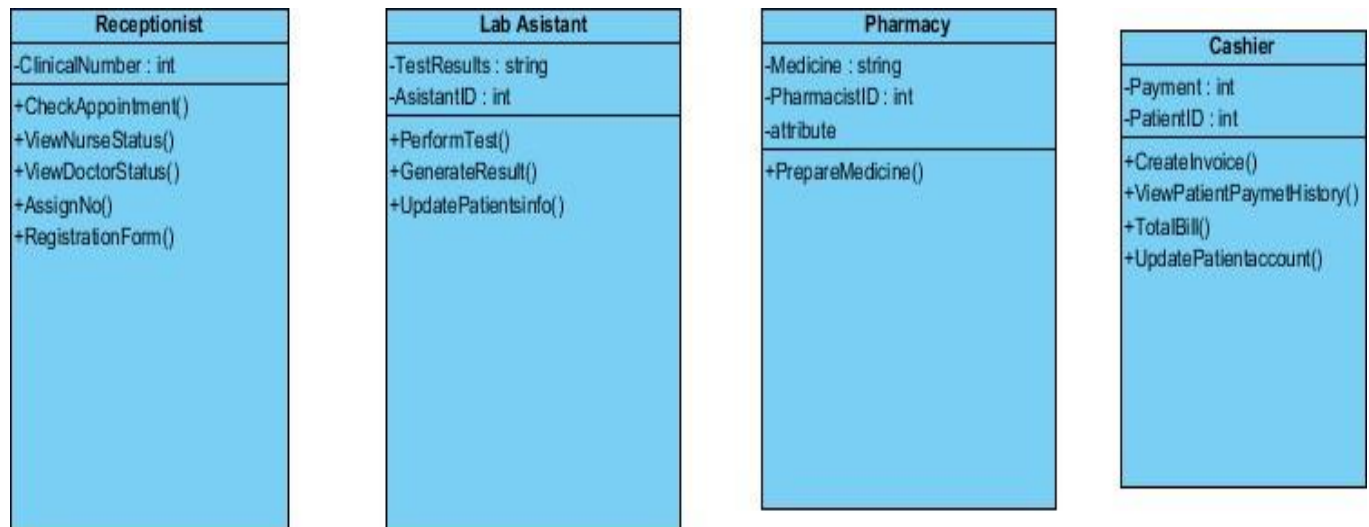 Receptionist
-ClinicalNumber : int
+CheckAppointment()
+ViewNurseStatus()
+ViewDoctorStatus()
+AssignNo()
+RegistrationForm()
Lab Asistant
-TestResults : string
-AsistantID : int
+PerformTest()
+GenerateResult()
+UpdatePatientsinfo()
Pharmacy
-Medicine : string
-PharmacistID : int
-attribute
+PrepareMedicine()
Cashier
-Payment : int
-PatientID : int
+CreateInvoice()
+ViewPatientPaymetHistory()
+TotalBill()
+UpdatePatientaccount()